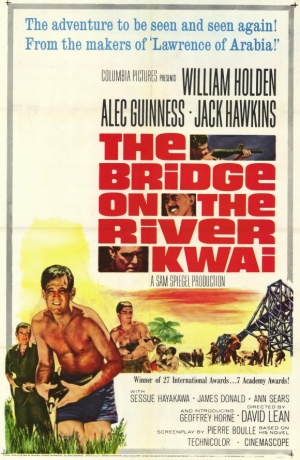 The adventure to be seen and seen again!
From the makers of 'Lawrence of Arabia!'
COLUMBIA PICTURES PRESENTS WILLIAM HOLDEN
ALEC GUINNESS · JACK HAWKINS
THE
BRIDGE
ON THE
RIVER
KWAI
A SAM SPIEGEL PRODUCTION
Winner of 27 International Awards...7 Academy Awards!
WITH
SESSUE HAYAKAWA · JAMES DONALD · ANN SEARS
AND INTRODUCING
GEOFFREY HORNE · DIRECTED BY DAVID LEAN
SCREENPLAY BY PIERRE BOULLE BASED ON HIS NOVEL
TECHNICOLOR · CINEMASCOPE